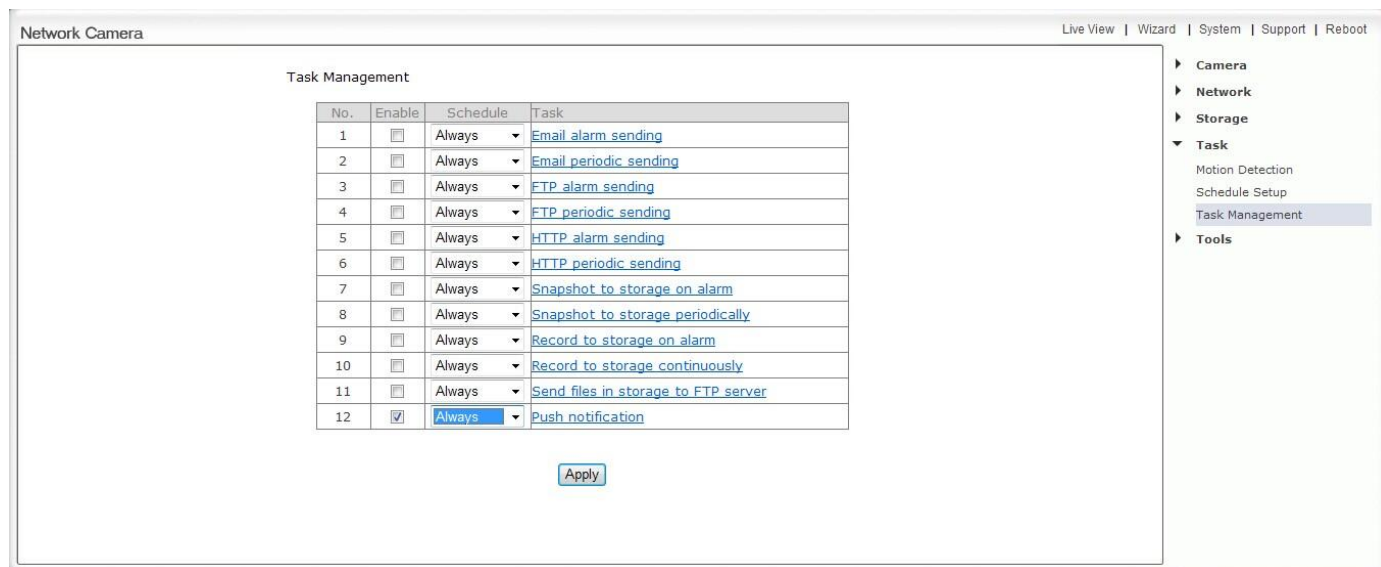 Network Camera
Live View | Wizard | System | Support | Reboot
Task Management
No. Enable Schedule Task
1 Always Email alarm sending
2 Always Email periodic sending
3 Always FTP alarm sending
4 Always FTP periodic sending
5 Always HTTP alarm sending
6 Always HTTP periodic sending
7 Always Snapshot to storage on alarm
8 Always Snapshot to storage periodically
9 Always Record to storage on alarm
10 Always Record to storage continuously
11 Always Send files in storage to FTP server
12 Always Push notification
Apply
Camera
Network
Storage
Task
Motion Detection
Schedule Setup
Task Management
Tools